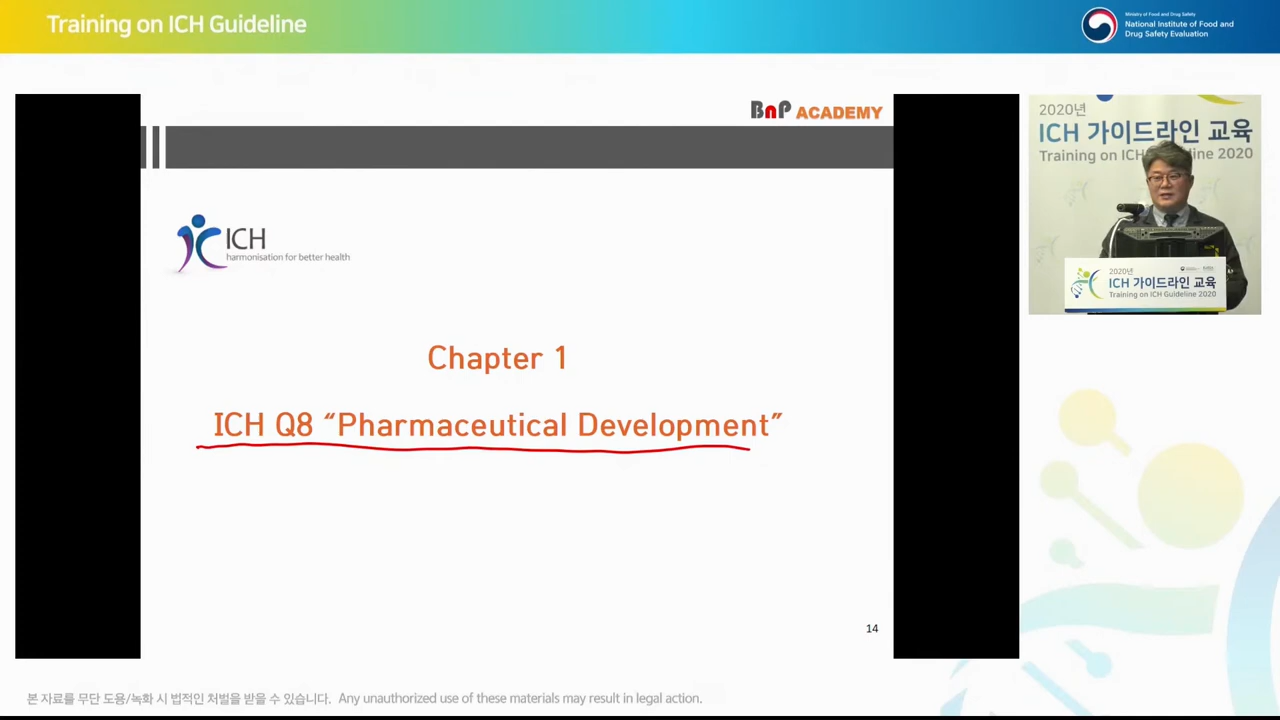 Training on ICH Guideline
Ministry of Food and Drug Safety
National Institute of Food and
Drug Safety Evaluation
BnP ACADEMY
ICH
harmonisation for better health
Chapter 1
ICH Q8 “Pharmaceutical Development”
14
2020년
ICH 가이드라인 교육
Training on ICH Guideline 2020
2020년
ICH 가이드라인 교육
Training on ICH Guideline 2020
본 자료를 무단 도용/녹화 시 법적인 처벌을 받을 수 있습니다. Any unauthorized use of these materials may result in legal action.